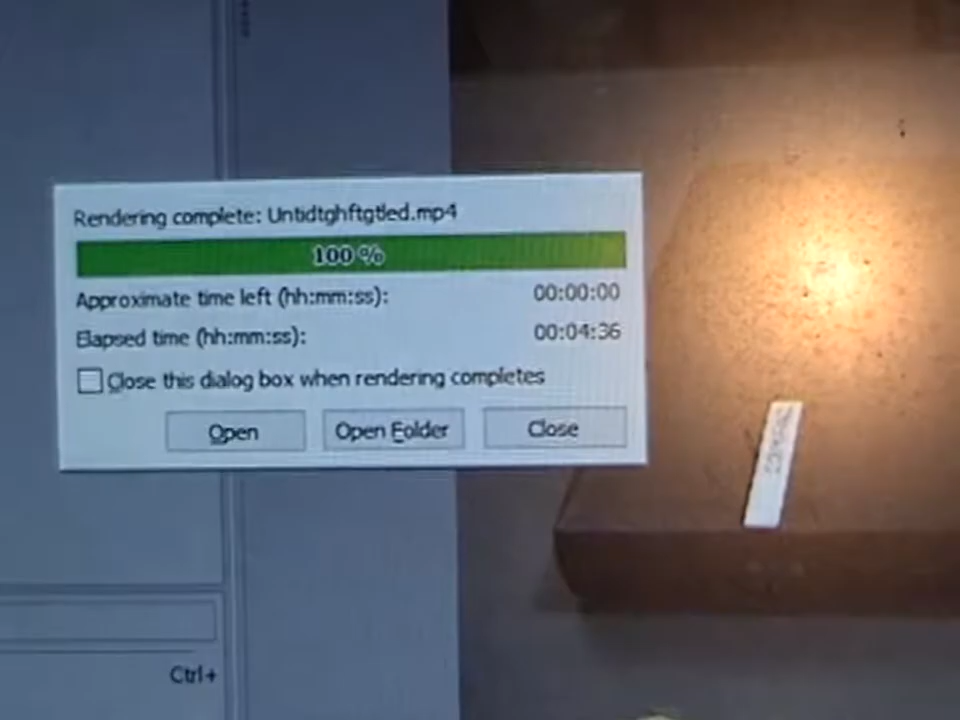 Rendering complete: Untidtghftgtled.mp4
100 %
Approximate time left (hh:mm:ss): 00:00:00
Elapsed time (hh:mm:ss): 00:04:36
Close this dialog box when rendering completes
Open Open Folder Close
Ctrl+